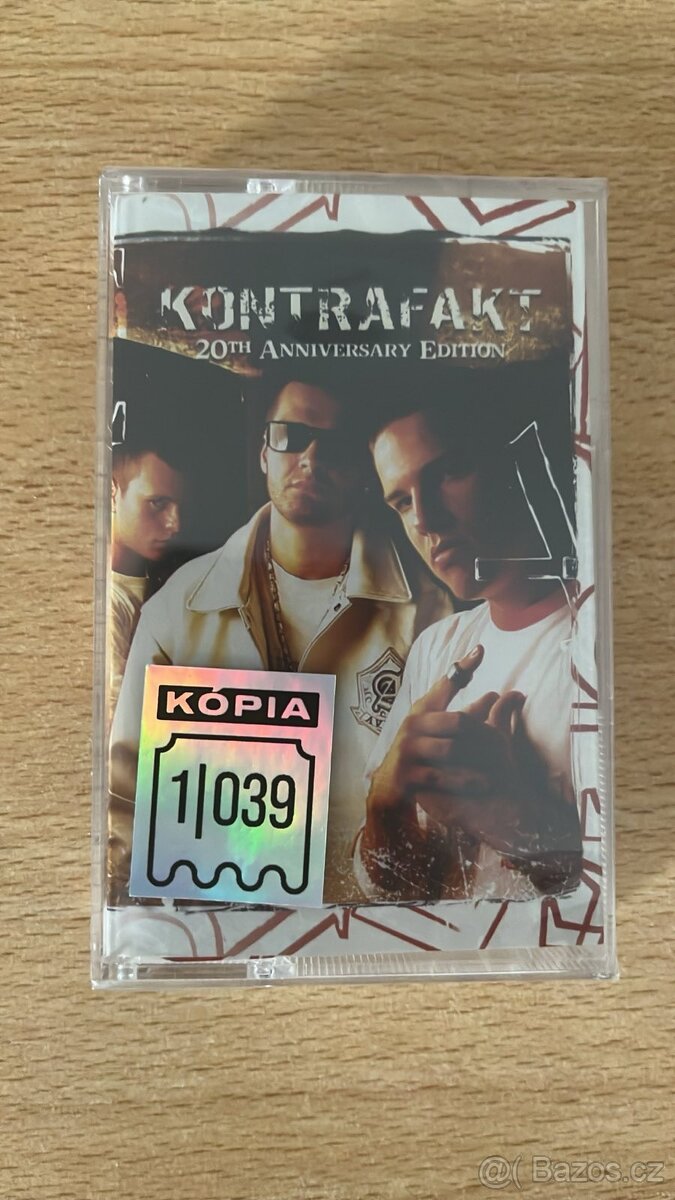 KONTRAFAKT
20TH ANNIVERSARY EDITION
KÓPIA
1|039
@( Bazos.cz